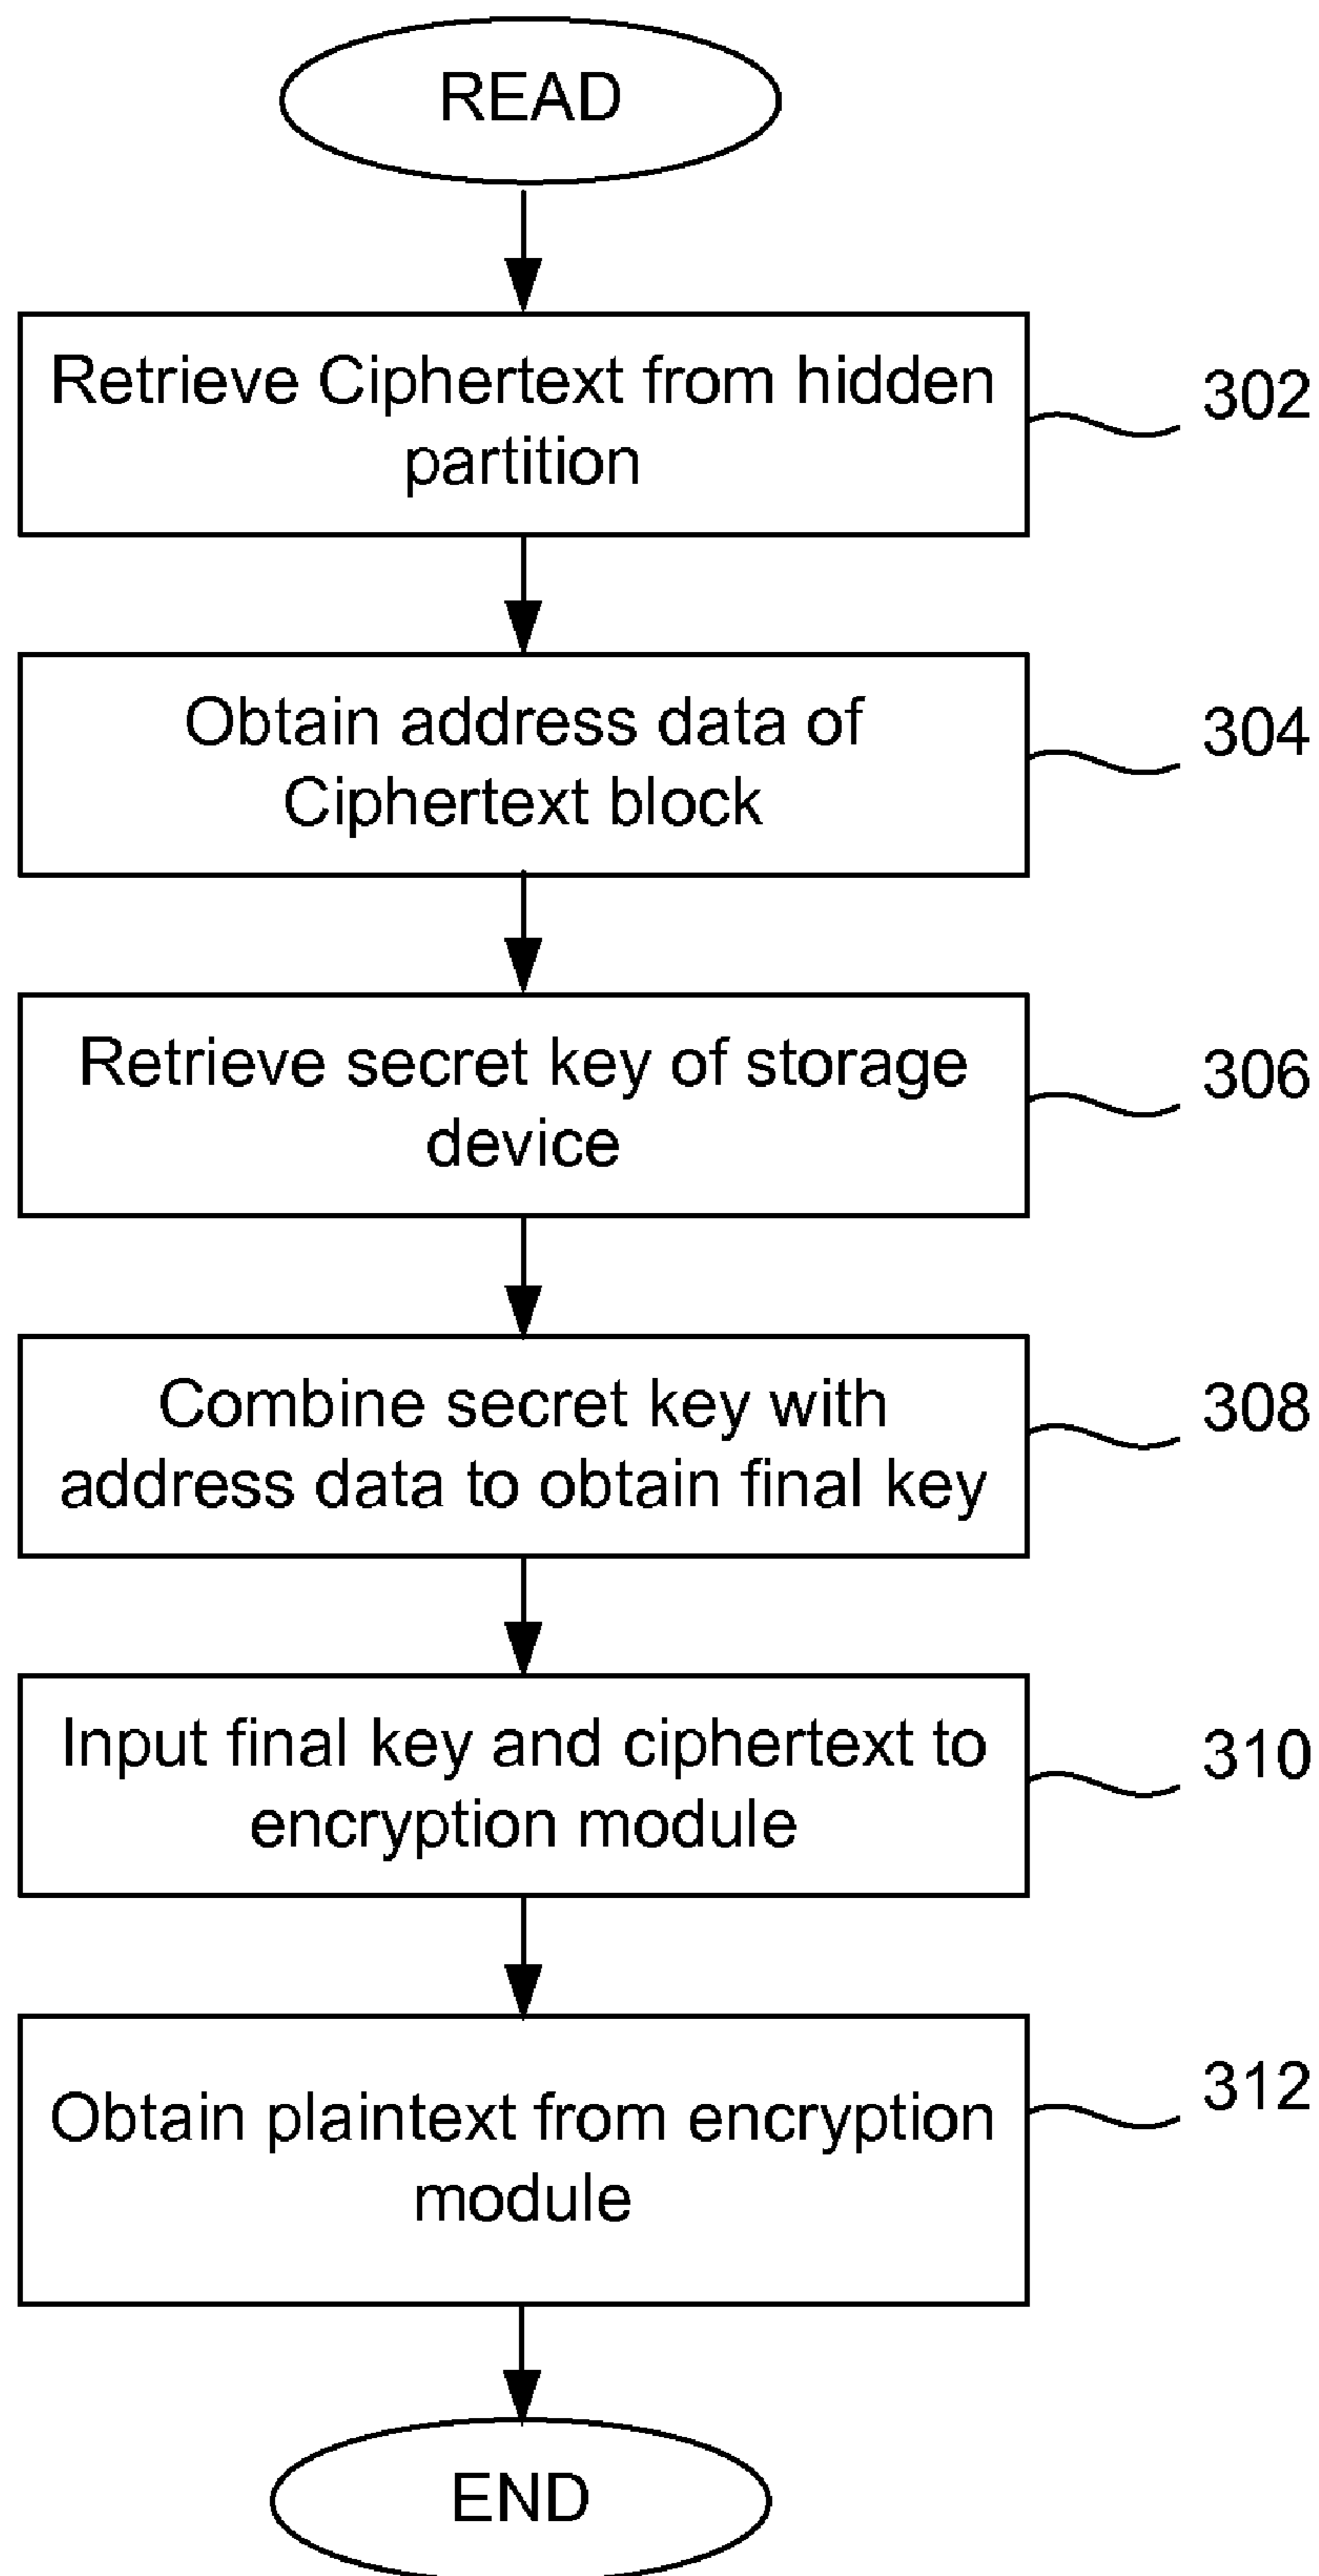 READ
Retrieve Ciphertext from hidden
partition
302
Obtain address data of
Ciphertext block
304
Retrieve secret key of storage
device
306
Combine secret key with
address data to obtain final key
308
Input final key and ciphertext to
encryption module
310
Obtain plaintext from encryption
module
312
END